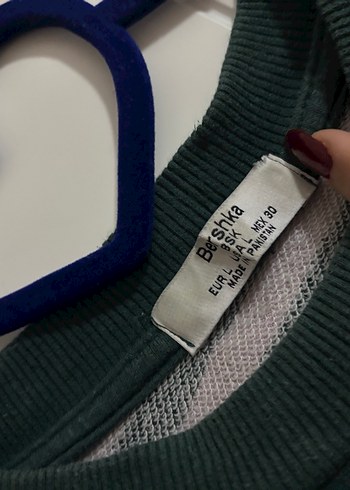 Bershka
BSK
EUR L USA L MEX 30
MADE IN PAKISTAN